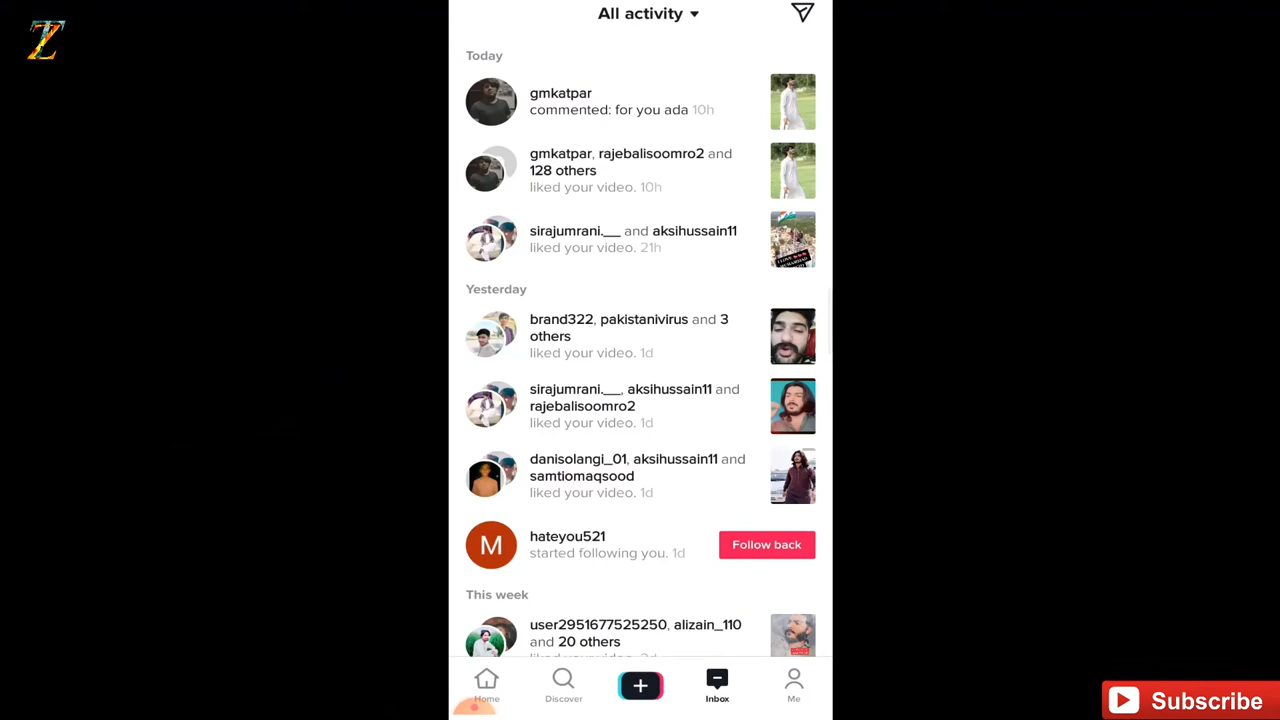 Z
All activity
Today
gmkatpar
commented: for you ada 10h
gmkatpar, rajebalisoomro2 and
128 others
liked your video. 10h
sirajumrani.__ and aksihussain11
liked your video. 21h
Yesterday
brand322, pakistanivirus and 3
others
liked your video. 1d
sirajumrani.__, aksihussain11 and
rajebalisoomro2
liked your video. 1d
danisolangi_01, aksihussain11 and
samtiomaqsood
liked your video. 1d
M
hateyou521
started following you. 1d
Follow back
This week
user2951677525250, alizain_110
and 20 others
Home
Discover
Inbox
Me
Subscribe